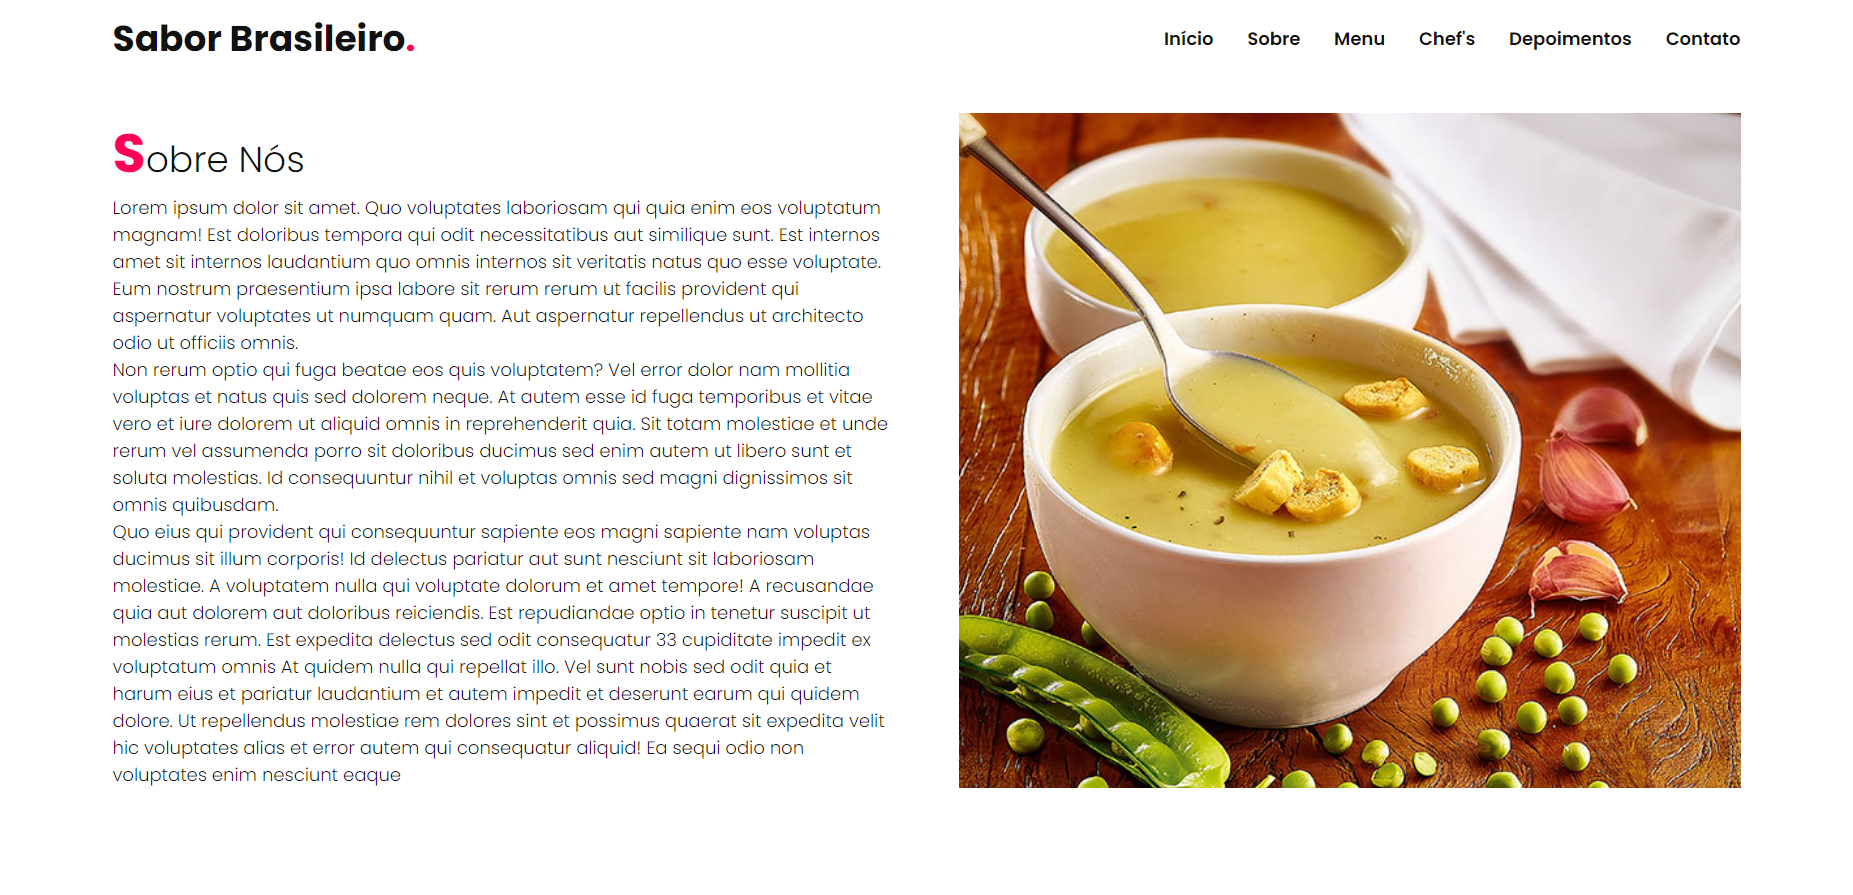 Sabor Brasileiro.
Início Sobre Menu Chef's Depoimentos Contato
Sobre Nós
Lorem ipsum dolor sit amet. Quo voluptates laboriosam qui quia enim eos voluptatum
magnam! Est doloribus tempora qui odit necessitatibus aut similique sunt. Est internos
amet sit internos laudantium quo omnis internos sit veritatis natus quo esse voluptate.
Eum nostrum praesentium ipsa labore sit rerum rerum ut facilis provident qui
aspernatur voluptates ut numquam quam. Aut aspernatur repellendus ut architecto
odio ut officiis omnis.
Non rerum optio qui fuga beatae eos quis voluptatem? Vel error dolor nam mollitia
voluptas et natus quis sed dolorem neque. At autem esse id fuga temporibus et vitae
vero et iure dolorem ut aliquid omnis in reprehenderit quia. Sit totam molestiae et unde
rerum vel assumenda porro sit doloribus ducimus sed enim autem ut libero sunt et
soluta molestias. Id consequuntur nihil et voluptas omnis sed magni dignissimos sit
omnis quibusdam.
Quo eius qui provident qui consequuntur sapiente eos magni sapiente nam voluptas
ducimus sit illum corporis! Id delectus pariatur aut sunt nesciunt sit laboriosam
molestiae. A voluptatem nulla qui voluptate dolorum et amet tempore! A recusandae
quia aut dolorem aut doloribus reiciendis. Est repudiandae optio in tenetur suscipit ut
molestias rerum. Est expedita delectus sed odit consequatur 33 cupiditate impedit ex
voluptatum omnis At quidem nulla qui repellat illo. Vel sunt nobis sed odit quia et
harum eius et pariatur laudantium et autem impedit et deserunt earum qui quidem
dolore. Ut repellendus molestiae rem dolores sint et possimus quaerat sit expedita velit
hic voluptates alias et error autem qui consequatur aliquid! Ea sequi odio non
voluptates enim nesciunt eaque